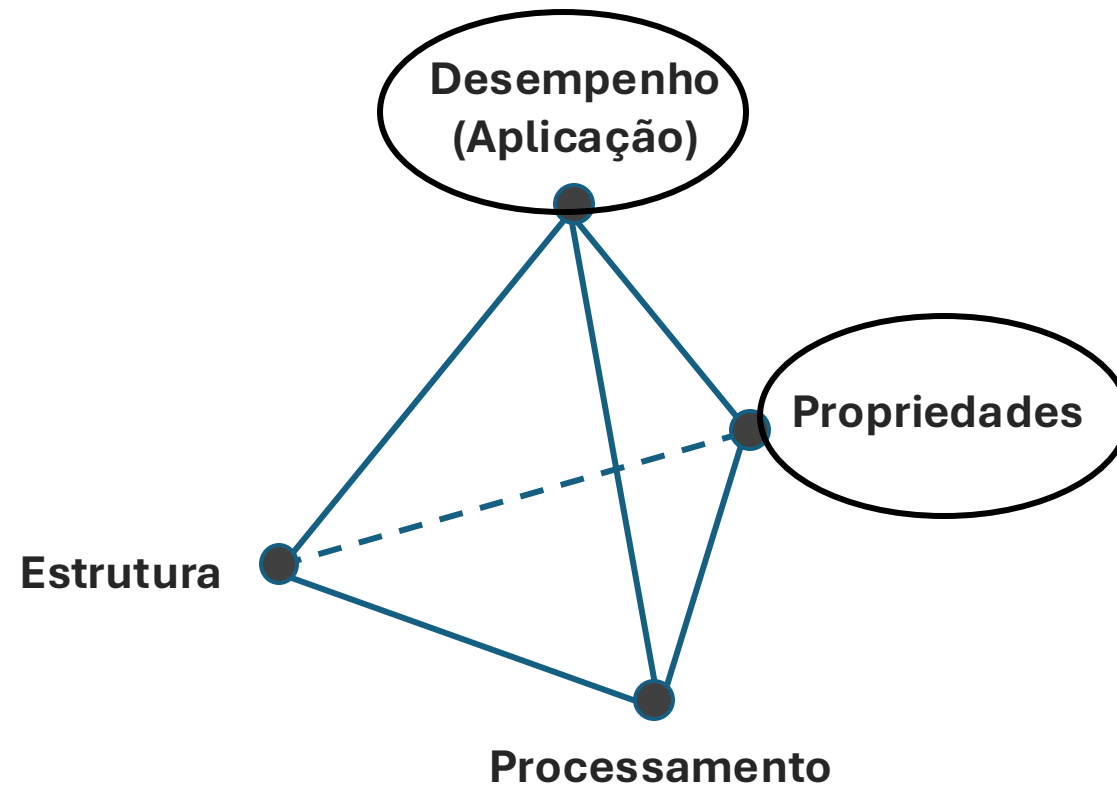 Desempenho
(Aplicação)
Propriedades
Estrutura
Processamento